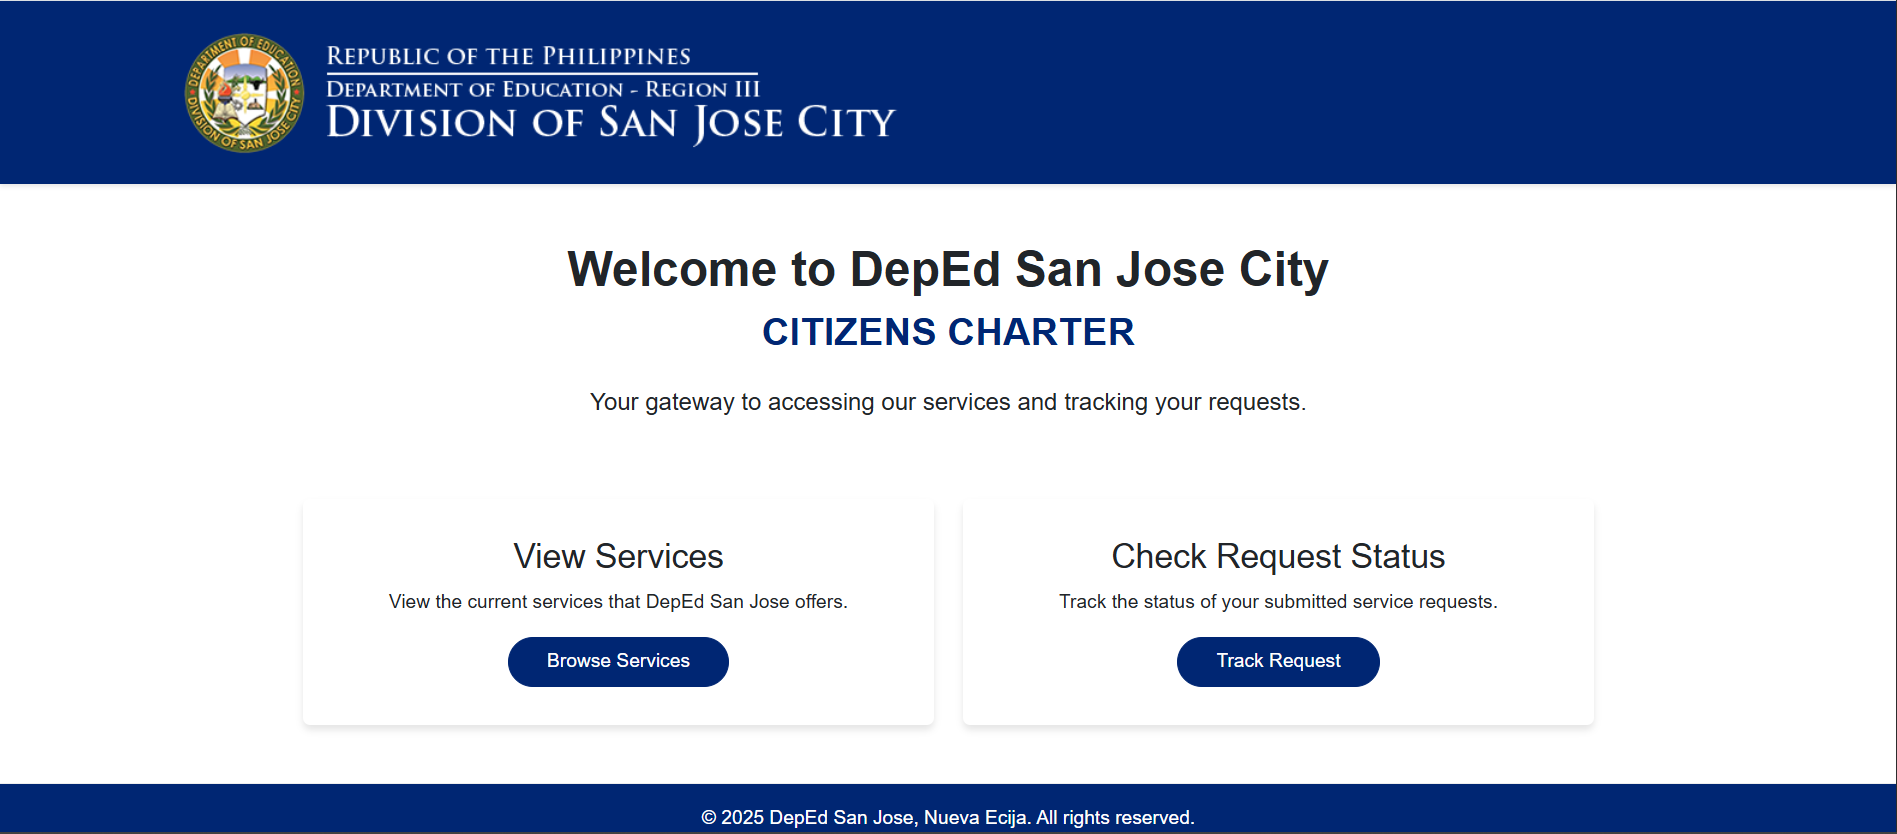 DEPARTMENT OF EDUCATION
DIVISION OF SAN JOSE CITY
REPUBLIC OF THE PHILIPPINES
DEPARTMENT OF EDUCATION - REGION III
DIVISION OF SAN JOSE CITY
Welcome to DepEd San Jose City
CITIZENS CHARTER
Your gateway to accessing our services and tracking your requests.
View Services
View the current services that DepEd San Jose offers.
Browse Services
Check Request Status
Track the status of your submitted service requests.
Track Request
© 2025 DepEd San Jose, Nueva Ecija. All rights reserved.